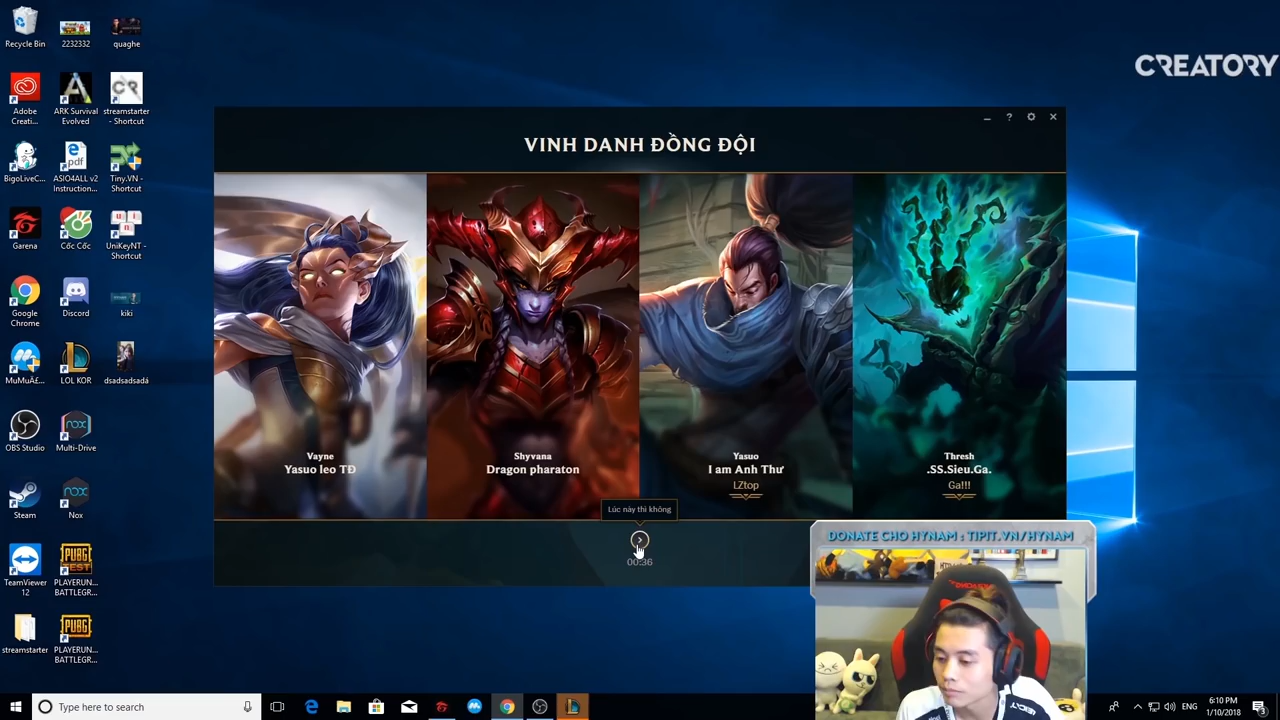 Recycle Bin
2232332
quaghe
Adobe
Creati...
ARK Survival
Evolved
streamstarter
- Shortcut
BigoLiveC...
ASIO4ALL v2
Instruction...
Tiny.VN -
Shortcut
Garena
Cốc Cốc
UniKeyNT -
Shortcut
Google
Chrome
Discord
kiki
LOL KOR
dsadsadsadá
OBS Studio
Multi-Drive
Steam
Nox
TeamViewer
12
PLAYERUN...
BATTLEGR...
streamstarter
PLAYERUN...
BATTLEGR...
CREATORY
VINH DANH ĐỒNG ĐỘI
Vayne
Yasuo leo TĐ
Shyvana
Dragon pharaton
Yasuo
I am Anh Thư
LZtop
Thresh
.SS.Sieu.Ga.
Ga!!!
Lúc này thì không
00:36
DONATE CHO HYNAM : TIPIT.VN/HYNAM
Type here to search
ENG
6:10 PM
1/10/2018